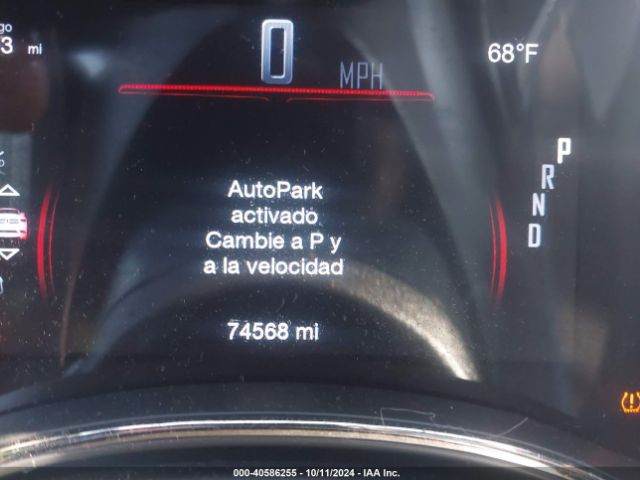 go
3 mi
0
MPH
68°F
P
R
N
D
AutoPark
activado
Cambie a P y
a la velocidad
74568 mi
000-40586255 - 10/11/2024 - IAA Inc.